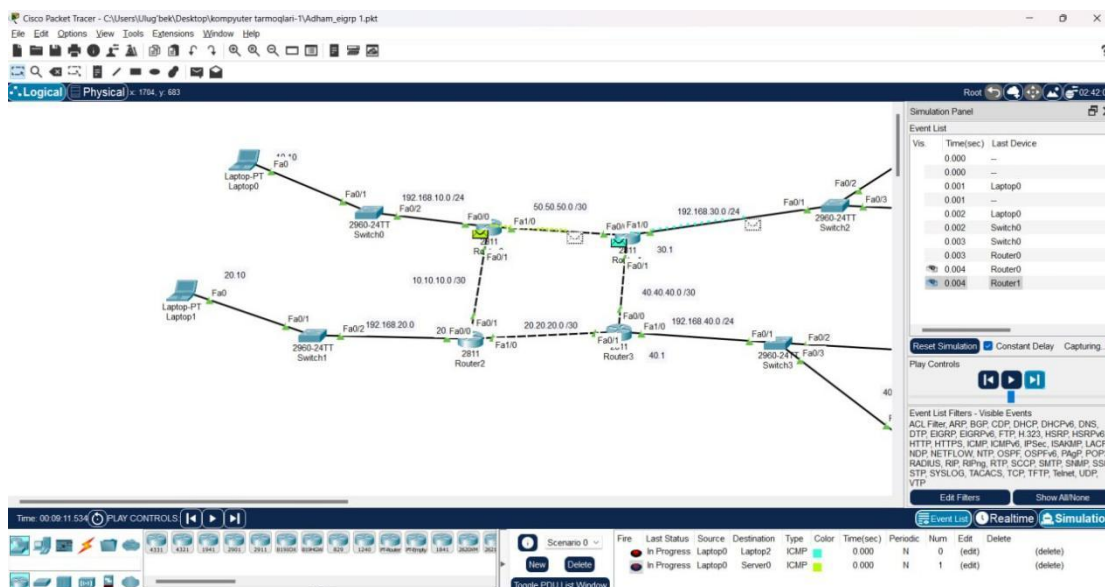 Cisco Packet Tracer - C:\Users\Ulug'bek\Desktop\kompyuter tarmoqlari-1\Adham_eigrp 1.pkt
File Edit Options View Tools Extensions Window Help
Logical Physical x: 1784, y: 683
Root
02:42:0
Simulation Panel
Event List
Vis. Time(sec) Last Device
0.000 --
0.000 --
0.001 Laptop0
0.001 --
0.002 Laptop0
0.002 Switch0
0.003 Switch0
0.003 Router0
0.004 Router0
0.004 Router1
Reset Simulation Constant Delay Capturing..
Play Controls
Event List Filters - Visible Events
ACL Filter, ARP, BGP, CDP, DHCP, DHCPv6, DNS,
DTP, EIGRP, EIGRPv6, FTP, H.323, HSRP, HSRPv6
HTTP, HTTPS, ICMP, ICMPv6, IPSec, ISAKMP, LACP
NDP, NETFLOW, NTP, OSPF, OSPFv6, PAgP, POP
RADIUS, RIP, RIPng, RTP, SCCP, SMTP, SNMP, SS
STP, SYSLOG, TACACS, TCP, TFTP, Telnet, UDP,
VTP
Edit Filters Show All/None
Fa0
Laptop-PT
Laptop0
Fa0/1
Fa0/2
192.168.10.0 /24
2960-24TT
Switch0
Fa0/0
Fa1/0
2811
Fa0/1
50.50.50.0 /30
Fa1/0
30.1
Fa0/1
192.168.30.0 /24
Fa0/1
Fa0/2
Fa0/3
2960-24TT
Switch2
10.10.10.0 /30
40.40.40.0 /30
20.10
Fa0
Laptop-PT
Laptop1
Fa0/1
Fa0/2
192.168.20.0
2960-24TT
Switch1
20
Fa0/0
Fa0/1
Fa1/0
2811
Router2
20.20.20.0 /30
Fa0/0
Fa0/1
Fa1/0
2811
Router3
40.1
192.168.40.0 /24
Fa0/1
Fa0/2
Fa0/3
2960-24TT
Switch3
40
Time: 00:09:11.534 PLAY CONTROLS:
Event List Realtime Simulatio
4331 4321 1941 2901 2911 819IOX 819HGW 829 1240 PT-Router PT-Empty 1841 2620XM 262
Scenario 0
New Delete
Toggle PDU List Window
Fire Last Status Source Destination Type Color Time(sec) Periodic Num Edit Delete
In Progress Laptop0 Laptop2 ICMP 0.000 N 0 (edit) (delete)
In Progress Laptop0 Server0 ICMP 0.000 N 1 (edit) (delete)